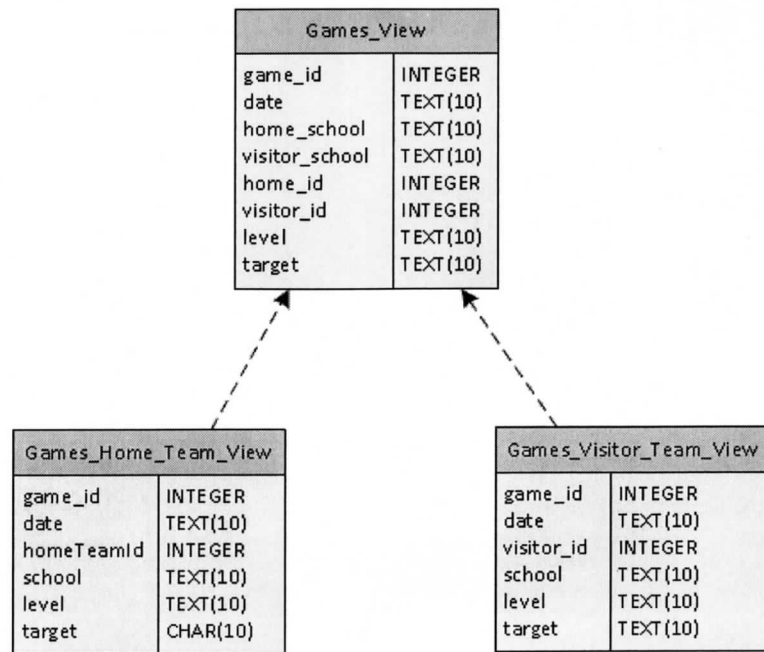 Games_View
game_id INTEGER
date TEXT(10)
home_school TEXT(10)
visitor_school TEXT(10)
home_id INTEGER
visitor_id INTEGER
level TEXT(10)
target TEXT(10)
Games_Home_Team_View
game_id INTEGER
date TEXT(10)
homeTeamId INTEGER
school TEXT(10)
level TEXT(10)
target CHAR(10)
Games_Visitor_Team_View
game_id INTEGER
date TEXT(10)
visitor_id INTEGER
school TEXT(10)
level TEXT(10)
target TEXT(10)